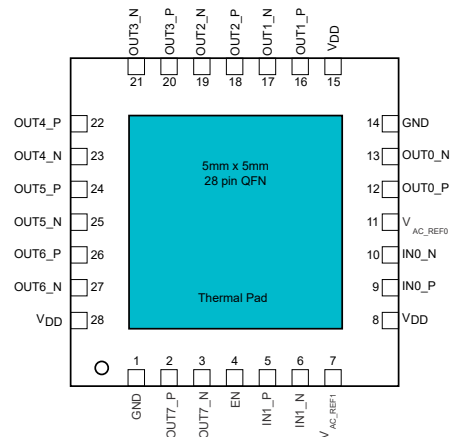 OUT3_N
OUT3_P
OUT2_N
OUT2_P
OUT1_N
OUT1_P
VDD
21
20
19
18
17
16
15
OUT4_P
22
OUT4_N
23
OUT5_P
24
OUT5_N
25
OUT6_P
26
OUT6_N
27
VDD
28
5mm x 5mm
28 pin QFN
Thermal Pad
14
GND
13
OUT0_N
12
OUT0_P
11
VAC_REF0
10
IN0_N
9
IN0_P
8
VDD
1
2
3
4
5
6
7
GND
OUT7_P
OUT7_N
EN
IN1_P
IN1_N
VAC_REF1